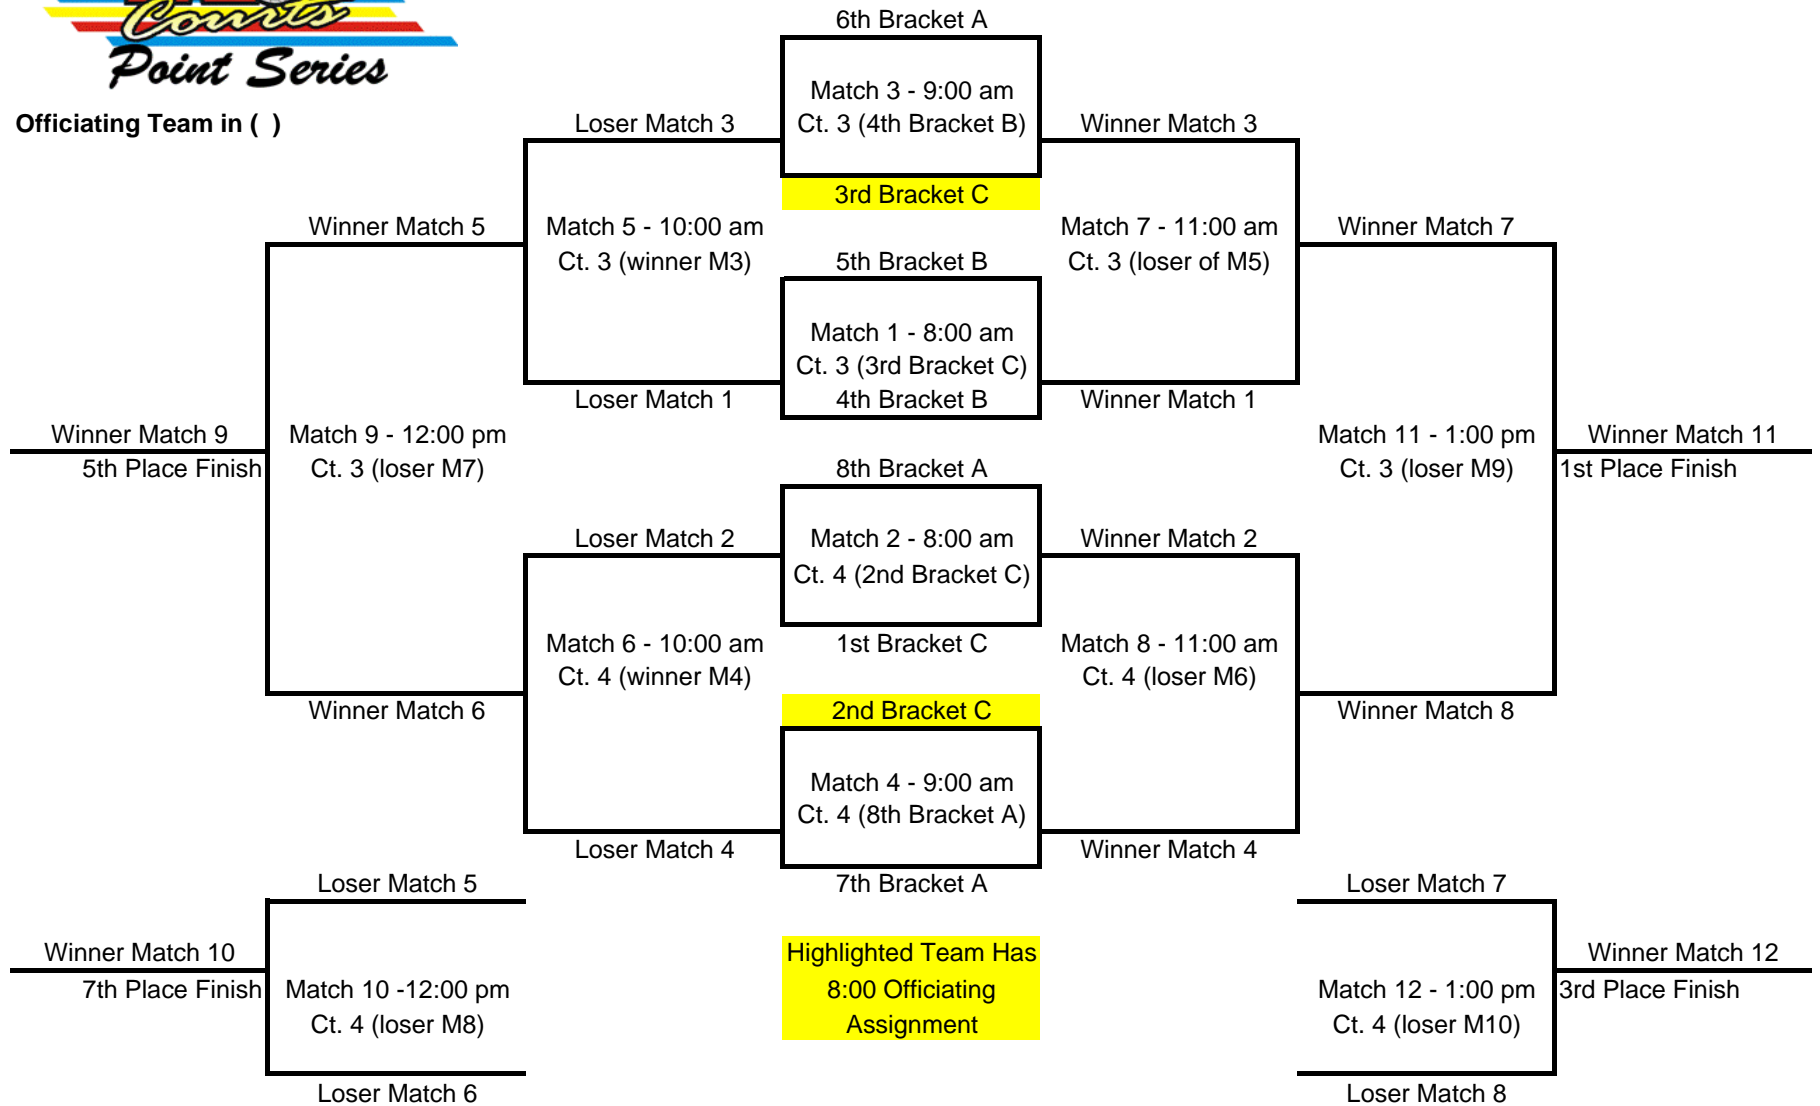 Courts
Point Series
Officiating Team in (  )
6th Bracket A
Match 3 - 9:00 am
Ct. 3 (4th Bracket B)
Loser Match 3
Winner Match 3
3rd Bracket C
Winner Match 5
Match 5 - 10:00 am
Ct. 3 (winner M3)
Match 7 - 11:00 am
Ct. 3 (loser of M5)
Winner Match 7
5th Bracket B
Match 1 - 8:00 am
Ct. 3 (3rd Bracket C)
4th Bracket B
Loser Match 1
Winner Match 1
Winner Match 9
5th Place Finish
Match 9 - 12:00 pm
Ct. 3 (loser M7)
Match 11 - 1:00 pm
Ct. 3 (loser M9)
Winner Match 11
1st Place Finish
8th Bracket A
Loser Match 2
Match 2 - 8:00 am
Ct. 4 (2nd Bracket C)
Winner Match 2
1st Bracket C
Match 6 - 10:00 am
Ct. 4 (winner M4)
Match 8 - 11:00 am
Ct. 4 (loser M6)
Winner Match 6
2nd Bracket C
Winner Match 8
Match 4 - 9:00 am
Ct. 4 (8th Bracket A)
Loser Match 4
Winner Match 4
7th Bracket A
Loser Match 5
Loser Match 7
Winner Match 10
7th Place Finish
Match 10 -12:00 pm
Ct. 4 (loser M8)
Highlighted Team Has
8:00 Officiating
Assignment
Match 12 - 1:00 pm
Ct. 4 (loser M10)
Winner Match 12
3rd Place Finish
Loser Match 6
Loser Match 8